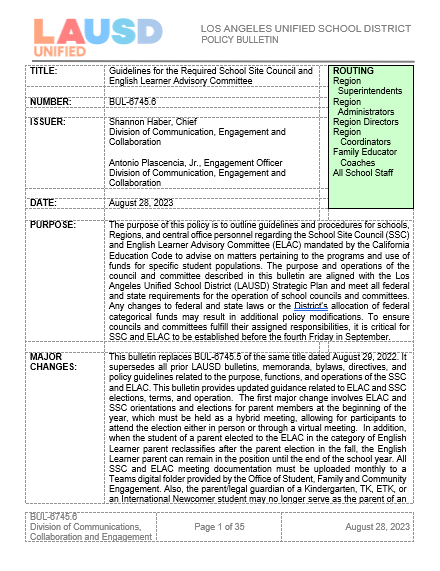 LAUSD
UNIFIED
LOS ANGELES UNIFIED SCHOOL DISTRICT
POLICY BULLETIN
TITLE:
Guidelines for the Required School Site Council and
English Learner Advisory Committee
NUMBER:
BUL-6745.6
ISSUER:
Shannon Haber, Chief
Division of Communication, Engagement and
Collaboration
Antonio Plascencia, Jr., Engagement Officer
Division of Communication, Engagement and
Collaboration
DATE:
August 28, 2023
ROUTING
Region
Superintendents
Region
Administrators
Region Directors
Region
Coordinators
Family Educator
Coaches
All School Staff
PURPOSE:
The purpose of this policy is to outline guidelines and procedures for schools,
Regions, and central office personnel regarding the School Site Council (SSC)
and English Learner Advisory Committee (ELAC) mandated by the California
Education Code to advise on matters pertaining to the programs and use of
funds for specific student populations. The purpose and operations of the
council and committee described in this bulletin are aligned with the Los
Angeles Unified School District (LAUSD) Strategic Plan and meet all federal
and state requirements for the operation of school councils and committees.
Any changes to federal and state laws or the District's allocation of federal
categorical funds may result in additional policy modifications. To ensure
councils and committees fulfill their assigned responsibilities, it is critical for
SSC and ELAC to be established before the fourth Friday in September.
MAJOR
CHANGES:
This bulletin replaces BUL-6745.5 of the same title dated August 29, 2022. It
supersedes all prior LAUSD bulletins, memoranda, bylaws, directives, and
policy guidelines related to the purpose, functions, and operations of the SSC
and ELAC. This bulletin provides updated guidance related to ELAC and SSC
elections, terms, and operation. The first major change involves ELAC and
SSC orientations and elections for parent members at the beginning of the
year, which must be held as a hybrid meeting, allowing for participants to
attend the election either in person or through a virtual meeting. In addition,
when the student of a parent elected to the ELAC in the category of English
Learner parent reclassifies after the parent election in the fall, the English
Learner parent can remain in the position until the end of the school year. All
SSC and ELAC meeting documentation must be uploaded monthly to a
Teams digital folder provided by the Office of Student, Family and Community
Engagement. Also, the parent/legal guardian of a Kindergarten, TK, ETK, or
an International Newcomer student may no longer serve as the parent of an
BUL-6745.6
Division of Communications,
Collaboration and Engagement
Page 1 of 35
August 28, 2023